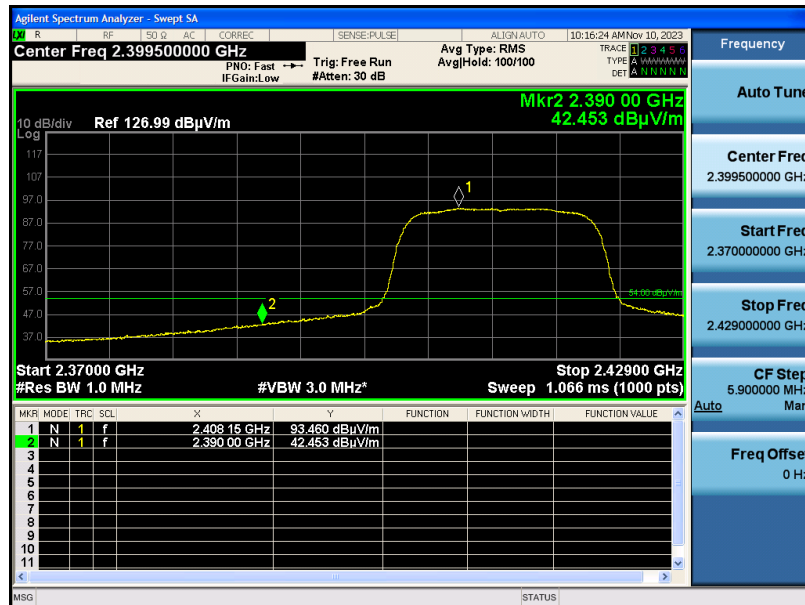 Agilent Spectrum Analyzer - Swept SA
LXI R RF 50 Ω AC CORREC SENSE:PULSE ALIGN AUTO 10:16:24 AM Nov 10, 2023
Center Freq 2.399500000 GHz
PNO: Fast
IFGain:Low
Trig: Free Run
#Atten: 30 dB
Avg Type: RMS
Avg|Hold: 100/100
TRACE 1 2 3 4 5 6
TYPE A WWWWW
DET A N N N N N
Mkr2 2.390 00 GHz
42.453 dBµV/m
10 dB/div Ref 126.99 dBµV/m
Log
117
107
97.0
87.0
77.0
67.0
57.0
47.0
37.0
1
2
54.00 dBµV/m
Start 2.37000 GHz Stop 2.42900 GHz
#Res BW 1.0 MHz #VBW 3.0 MHz* Sweep 1.066 ms (1000 pts)
MKR MODE TRC SCL X Y FUNCTION FUNCTION WIDTH FUNCTION VALUE
1 N 1 f 2.408 15 GHz 93.460 dBµV/m
2 N 1 f 2.390 00 GHz 42.453 dBµV/m
3
4
5
6
7
8
9
10
11
MSG STATUS
Frequency
Auto Tune
Center Freq
2.399500000 GHz
Start Freq
2.370000000 GHz
Stop Freq
2.429000000 GHz
CF Step
5.900000 MHz
Auto Man
Freq Offset
0 Hz